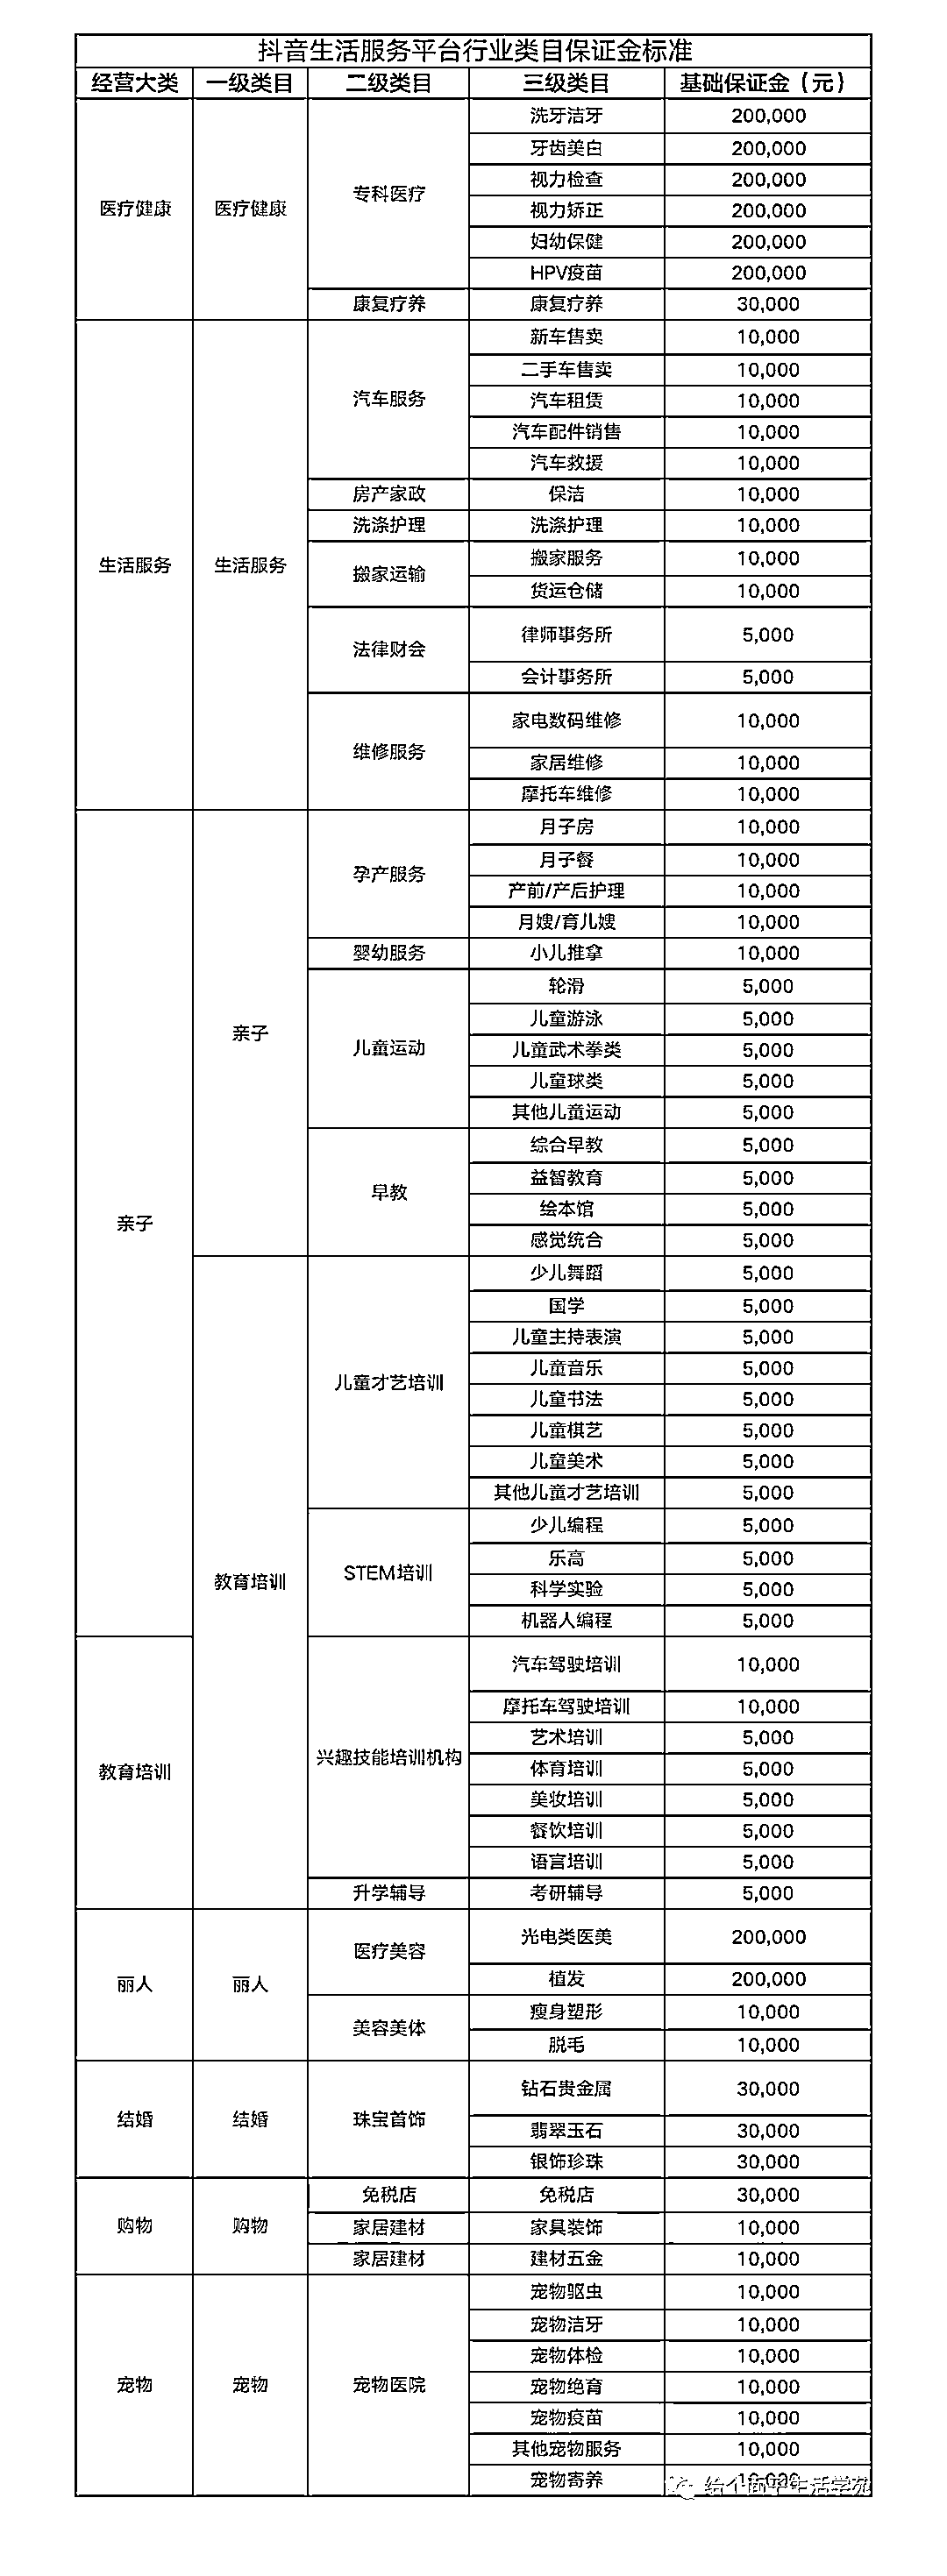 抖音生活服务平台行业类目保证金标准
经营大类 一级类目 二级类目 三级类目 基础保证金（元）
医疗健康 医疗健康 专科医疗 洗牙洁牙 200,000
牙齿美白 200,000
视力检查 200,000
视力矫正 200,000
妇幼保健 200,000
HPV疫苗 200,000
康复疗养 康复疗养 30,000
生活服务 生活服务 汽车服务 新车售卖 10,000
二手车售卖 10,000
汽车租赁 10,000
汽车配件销售 10,000
汽车救援 10,000
房产家政 保洁 10,000
洗涤护理 洗涤护理 10,000
搬家运输 搬家服务 10,000
货运仓储 10,000
法律财会 律师事务所 5,000
会计事务所 5,000
维修服务 家电数码维修 10,000
家居维修 10,000
摩托车维修 10,000
亲子 亲子 孕产服务 月子房 10,000
月子餐 10,000
产前/产后护理 10,000
月嫂/育儿嫂 10,000
婴幼服务 小儿推拿 10,000
儿童运动 轮滑 5,000
儿童游泳 5,000
儿童武术拳类 5,000
儿童球类 5,000
其他儿童运动 5,000
早教 综合早教 5,000
益智教育 5,000
绘本馆 5,000
感觉统合 5,000
教育培训 儿童才艺培训 少儿舞蹈 5,000
国学 5,000
儿童主持表演 5,000
儿童音乐 5,000
儿童书法 5,000
儿童棋艺 5,000
儿童美术 5,000
其他儿童才艺培训 5,000
STEM培训 少儿编程 5,000
乐高 5,000
科学实验 5,000
机器人编程 5,000
教育培训 兴趣技能培训机构 汽车驾驶培训 10,000
摩托车驾驶培训 10,000
艺术培训 5,000
体育培训 5,000
美妆培训 5,000
餐饮培训 5,000
语言培训 5,000
升学辅导 考研辅导 5,000
丽人 丽人 医疗美容 光电类医美 200,000
植发 200,000
美容美体 瘦身塑形 10,000
脱毛 10,000
结婚 结婚 珠宝首饰 钻石贵金属 30,000
翡翠玉石 30,000
银饰珍珠 30,000
购物 购物 免税店 免税店 30,000
家居建材 家具装饰 10,000
家居建材 建材五金 10,000
宠物 宠物 宠物医院 宠物驱虫 10,000
宠物洁牙 10,000
宠物体检 10,000
宠物绝育 10,000
宠物疫苗 10,000
其他宠物服务 10,000
宠物寄养 10,000